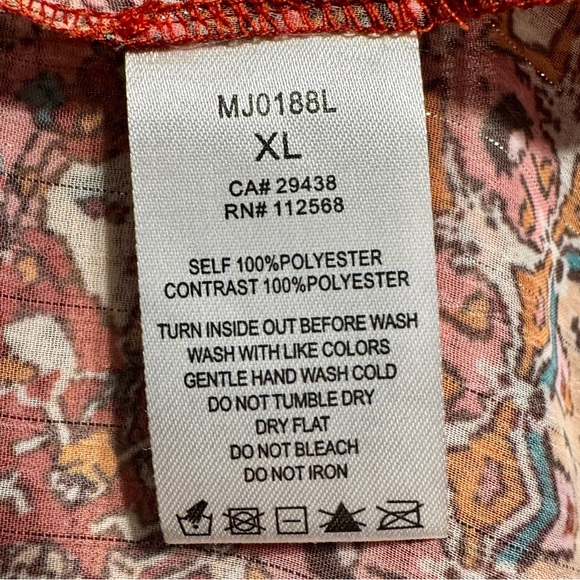 MJ0188L
XL
CA# 29438
RN# 112568
SELF 100%POLYESTER
CONTRAST 100%POLYESTER
TURN INSIDE OUT BEFORE WASH
WASH WITH LIKE COLORS
GENTLE HAND WASH COLD
DO NOT TUMBLE DRY
DRY FLAT
DO NOT BLEACH
DO NOT IRON